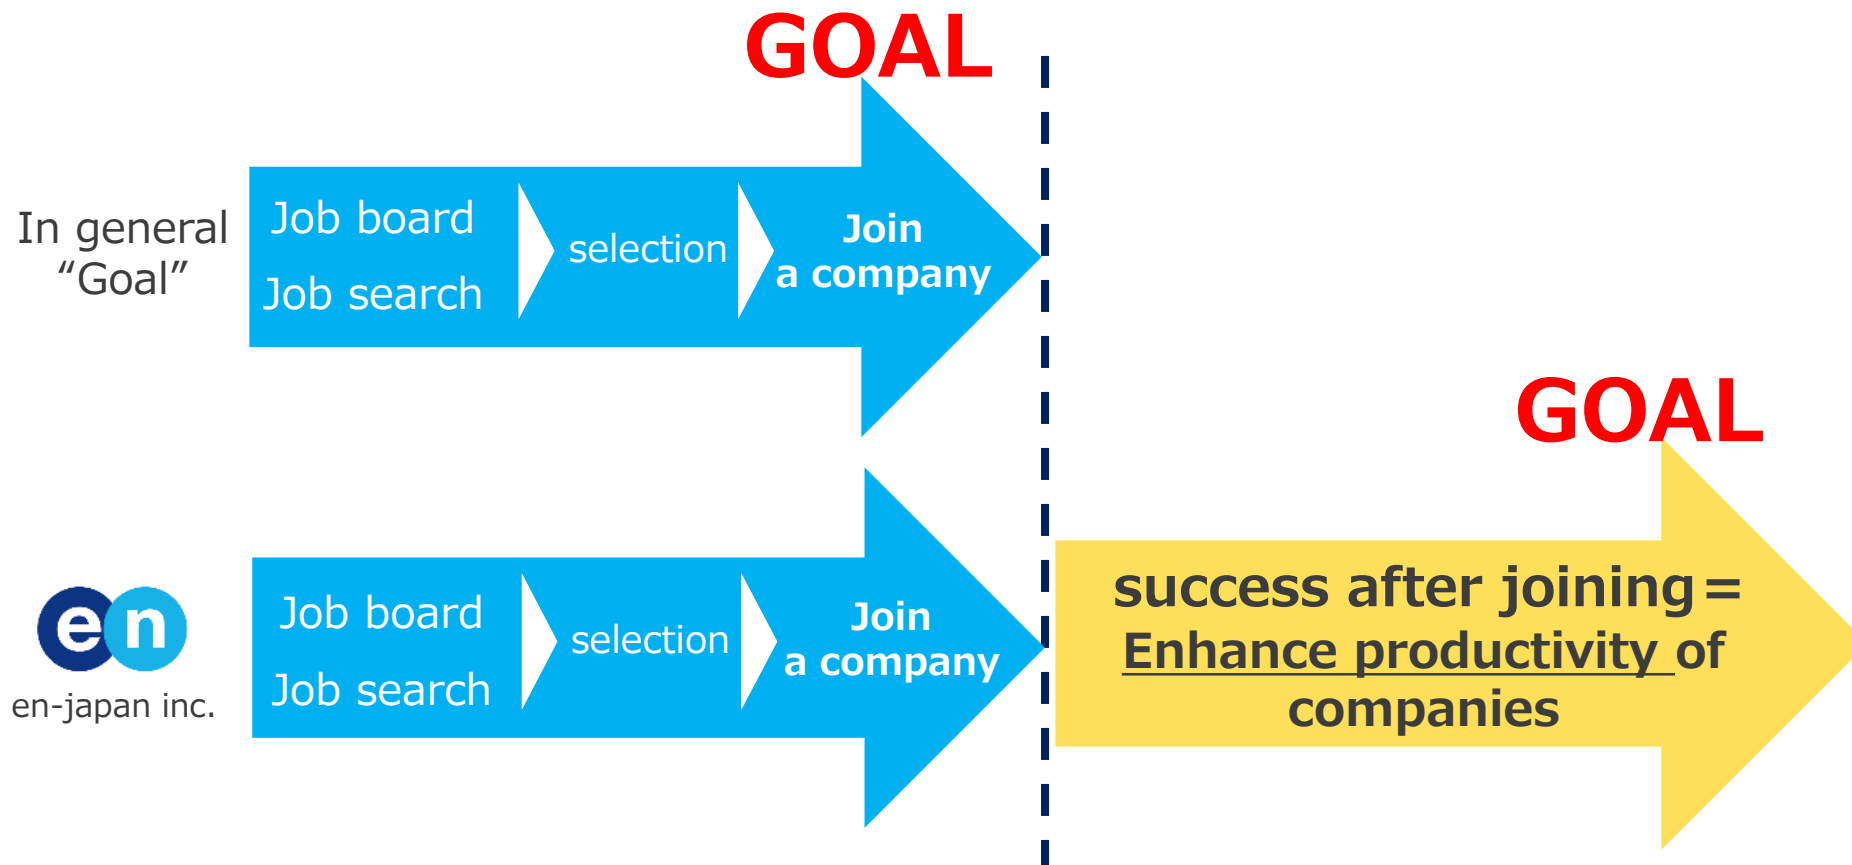 GOAL
In general
“Goal”
Job board
Job search
selection
Join
a company
GOAL
en
en-japan inc.
Job board
Job search
selection
Join
a company
success after joining=
Enhance productivity of
companies